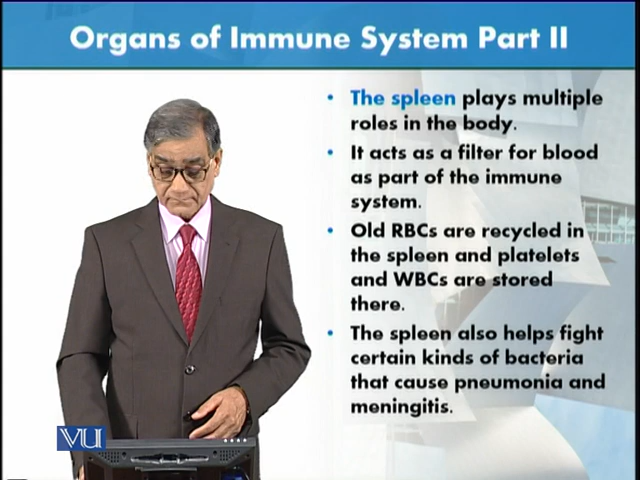 Organs of Immune System Part II
• The spleen plays multiple
roles in the body.
• It acts as a filter for blood
as part of the immune
system.
• Old RBCs are recycled in
the spleen and platelets
and WBCs are stored
there.
• The spleen also helps fight
certain kinds of bacteria
that cause pneumonia and
meningitis.
VU